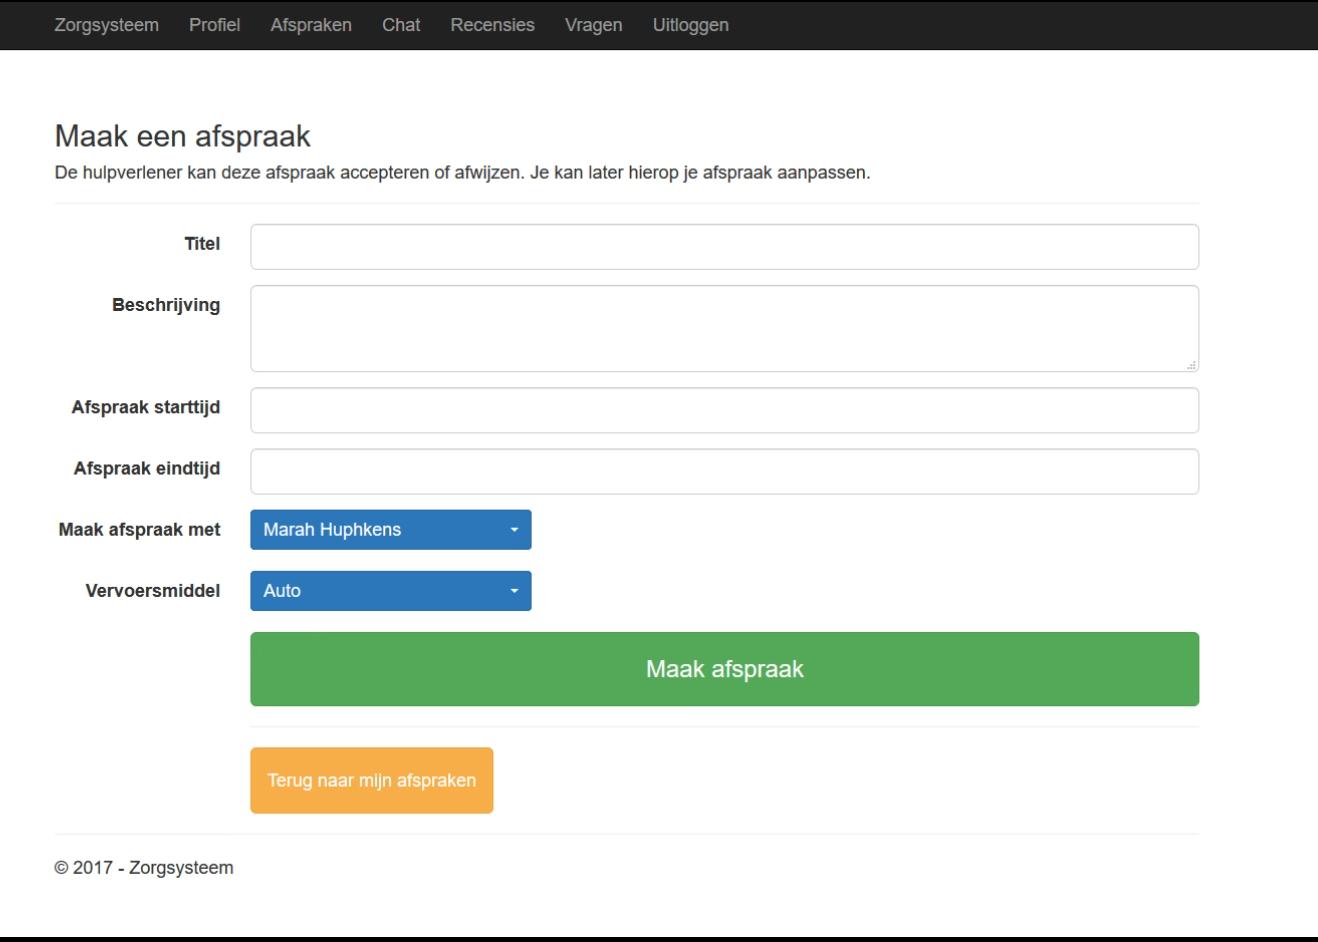 Zorgsysteem Profiel Afspraken Chat Recensies Vragen Uitloggen
Maak een afspraak
De hulpverlener kan deze afspraak accepteren of afwijzen. Je kan later hierop je afspraak aanpassen.
Titel
Beschrijving
Afspraak starttijd
Afspraak eindtijd
Maak afspraak met Marah Huphkens
Vervoersmiddel Auto
Maak afspraak
Terug naar mijn afspraken
© 2017 - Zorgsysteem